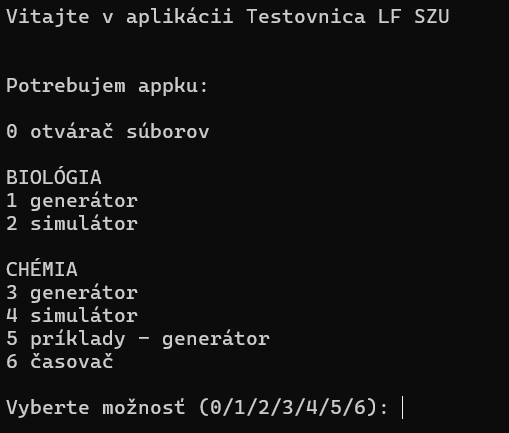 Vitajte v aplikácii Testovnica LF SZU
Potrebujem appku:
0 otvárač súborov
BIOLÓGIA
1 generátor
2 simulátor
CHÉMIA
3 generátor
4 simulátor
5 príklady - generátor
6 časovač
Vyberte možnosť (0/1/2/3/4/5/6):